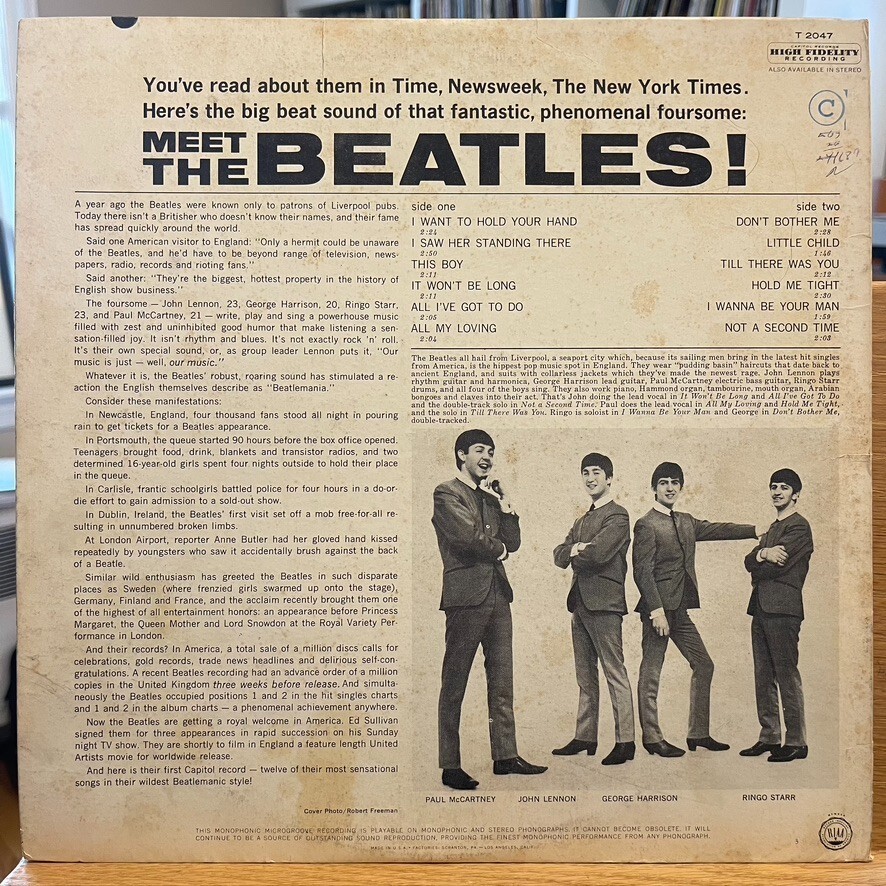 T 2047
CAPITOL RECORDS
HIGH FIDELITY
RECORDING
ALSO AVAILABLE IN STEREO
C
You've read about them in Time, Newsweek, The New York Times.
Here's the big beat sound of that fantastic, phenomenal foursome:
MEET
THE BEATLES!
A year ago the Beatles were known only to patrons of Liverpool pubs.
Today there isn't a Britisher who doesn't know their names, and their fame
has spread quickly around the world.
Said one American visitor to England: "Only a hermit could be unaware
of the Beatles, and he'd have to be beyond range of television, news-
papers, radio, records and rioting fans."
Said another: "They're the biggest, hottest property in the history of
English show business."
The foursome — John Lennon, 23, George Harrison, 20, Ringo Starr,
23, and Paul McCartney, 21 — write, play and sing a powerhouse music
filled with zest and uninhibited good humor that make listening a sen-
sation-filled joy. It isn't rhythm and blues. It's not exactly rock 'n' roll.
It's their own special sound, or, as group leader Lennon puts it, "Our
music is just — well, our music."
Whatever it is, the Beatles' robust, roaring sound has stimulated a re-
action the English themselves describe as "Beatlemania."
Consider these manifestations:
In Newcastle, England, four thousand fans stood all night in pouring
rain to get tickets for a Beatles appearance.
In Portsmouth, the queue started 90 hours before the box office opened.
Teenagers brought food, drink, blankets and transistor radios, and two
determined 16-year-old girls spent four nights outside to hold their place
in the queue.
In Carlisle, frantic schoolgirls battled police for four hours in a do-or-
die effort to gain admission to a sold-out show.
In Dublin, Ireland, the Beatles' first visit set off a mob free-for-all re-
sulting in unnumbered broken limbs.
At London Airport, reporter Anne Butler had her gloved hand kissed
repeatedly by youngsters who saw it accidentally brush against the back
of a Beatle.
Similar wild enthusiasm has greeted the Beatles in such disparate
places as Sweden (where frenzied girls swarmed up onto the stage),
Germany, Finland and France, and the acclaim recently brought them one
of the highest of all entertainment honors: an appearance before Princess
Margaret, the Queen Mother and Lord Snowdon at the Royal Variety Per-
formance in London.
And their records? In America, a total sale of a million discs calls for
celebrations, gold records, trade news headlines and delirious self-con-
gratulations. A recent Beatles recording had an advance order of a million
copies in the United Kingdom three weeks before release. And simulta-
neously the Beatles occupied positions 1 and 2 in the hit singles charts
and 1 and 2 in the album charts — a phenomenal achievement anywhere.
Now the Beatles are getting a royal welcome in America. Ed Sullivan
signed them for three appearances in rapid succession on his Sunday
night TV show. They are shortly to film in England a feature length United
Artists movie for worldwide release.
And here is their first Capitol record — twelve of their most sensational
songs in their wildest Beatlemanic style!
Cover Photo/Robert Freeman
side one
I WANT TO HOLD YOUR HAND
2:24
I SAW HER STANDING THERE
2:50
THIS BOY
2:11
IT WON'T BE LONG
2:11
ALL I'VE GOT TO DO
2:05
ALL MY LOVING
2:04
side two
DON'T BOTHER ME
2:28
LITTLE CHILD
1:46
TILL THERE WAS YOU
2:12
HOLD ME TIGHT
2:30
I WANNA BE YOUR MAN
1:59
NOT A SECOND TIME
2:03
The Beatles all hail from Liverpool, a seaport city which, because its sailing men bring in the latest hit singles
from America, is the hippest pop music spot in England. They wear "pudding basin" haircuts that date back to
ancient England, and suits with collarless jackets which they've made the newest rage. John Lennon plays
rhythm guitar and harmonica, George Harrison lead guitar, Paul McCartney electric bass guitar, Ringo Starr
drums, and all four of the boys sing. They also work piano, Hammond organ, tambourine, mouth organ, Arabian
bongoes and claves into their act. That's John doing the lead vocal in It Won't Be Long and All I've Got To Do
and the double-track solo in Not a Second Time. Paul does the lead vocal in All My Loving and Hold Me Tight,
and the solo in Till There Was You. Ringo is soloist in I Wanna Be Your Man and George in Don't Bother Me,
double-tracked.
PAUL McCARTNEY JOHN LENNON GEORGE HARRISON RINGO STARR
THIS MONOPHONIC MICROGROOVE RECORDING IS PLAYABLE ON MONOPHONIC AND STEREO PHONOGRAPHS. IT CANNOT BECOME OBSOLETE. IT WILL
CONTINUE TO BE A SOURCE OF OUTSTANDING SOUND REPRODUCTION, PROVIDING THE FINEST MONOPHONIC PERFORMANCE FROM ANY PHONOGRAPH.
MADE IN U.S.A. • FACTORIES: SCRANTON, PA. — LOS ANGELES, CALIF.
RIAA